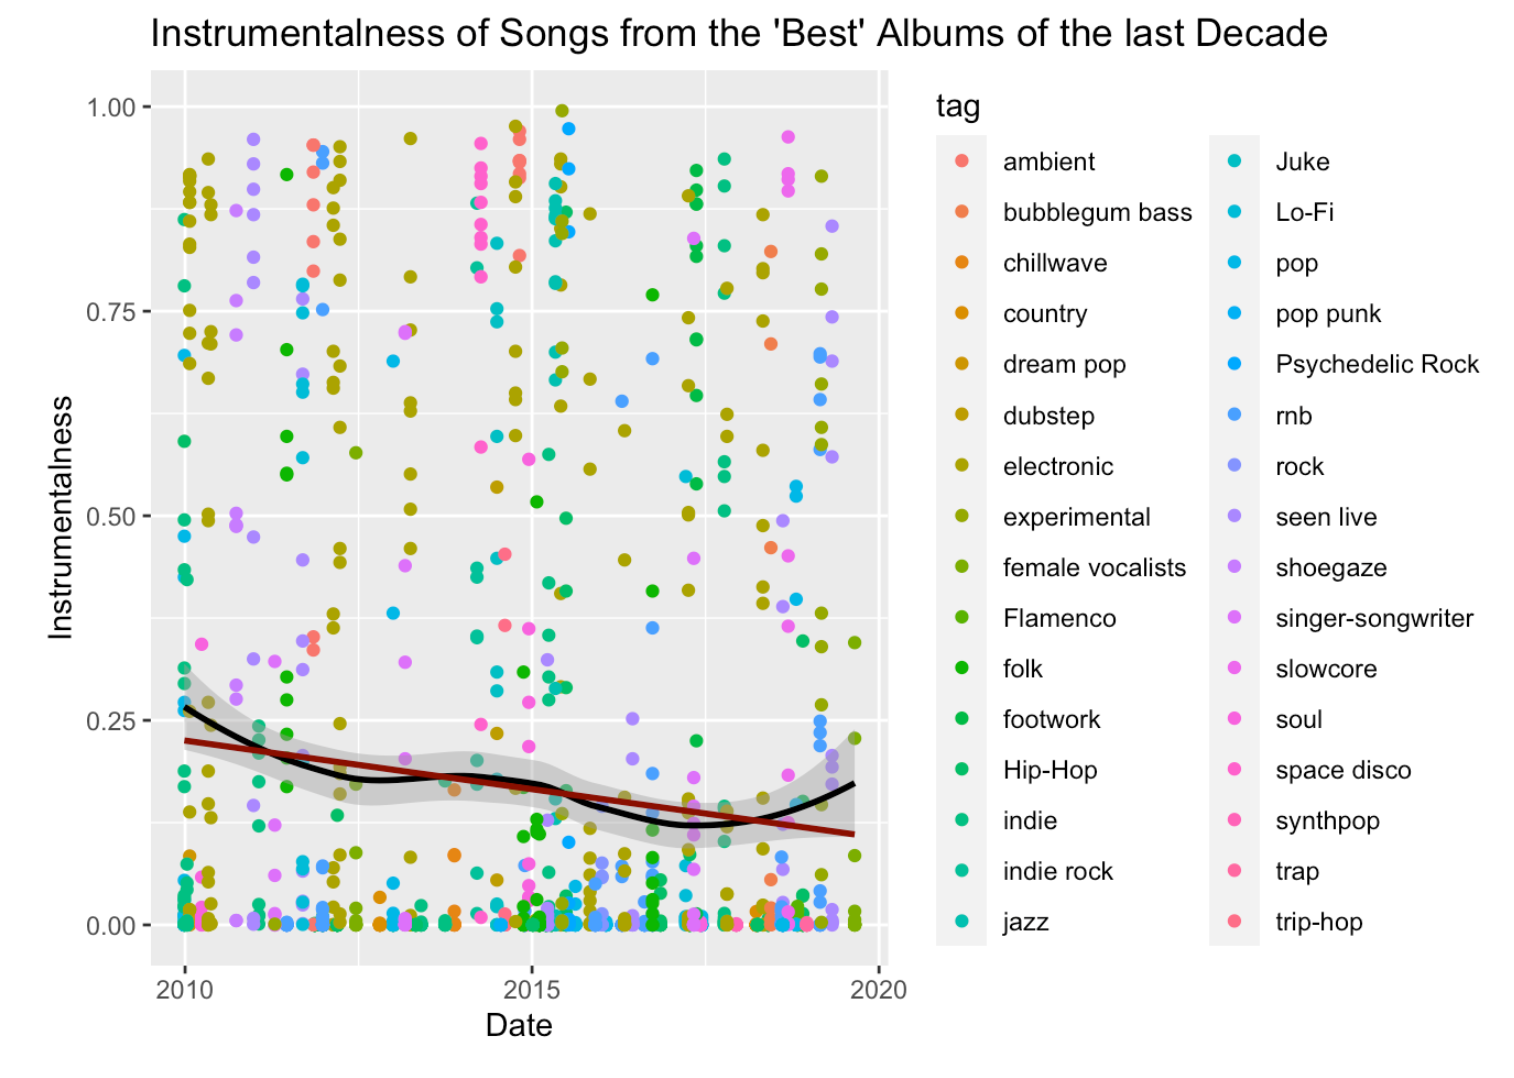 Instrumentalness of Songs from the 'Best' Albums of the last Decade
1.00
0.75
0.50
0.25
0.00
Instrumentalness
2010
2015
2020
Date
tag
ambient
bubblegum bass
chillwave
country
dream pop
dubstep
electronic
experimental
female vocalists
Flamenco
folk
footwork
Hip-Hop
indie
indie rock
jazz
Juke
Lo-Fi
pop
pop punk
Psychedelic Rock
rnb
rock
seen live
shoegaze
singer-songwriter
slowcore
soul
space disco
synthpop
trap
trip-hop